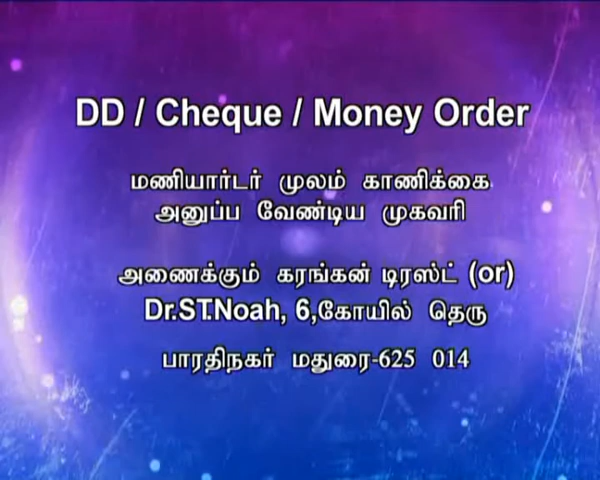 DD / Cheque / Money Order
மணியார்டர் முலம் காணிக்கை
அனுப்ப வேண்டிய முகவரி
அணைக்கும் கரங்கன் டிரஸ்ட் (or)
Dr.ST.Noah, 6,கோயில் தெரு
பாரதிநகர் மதுரை-625 014